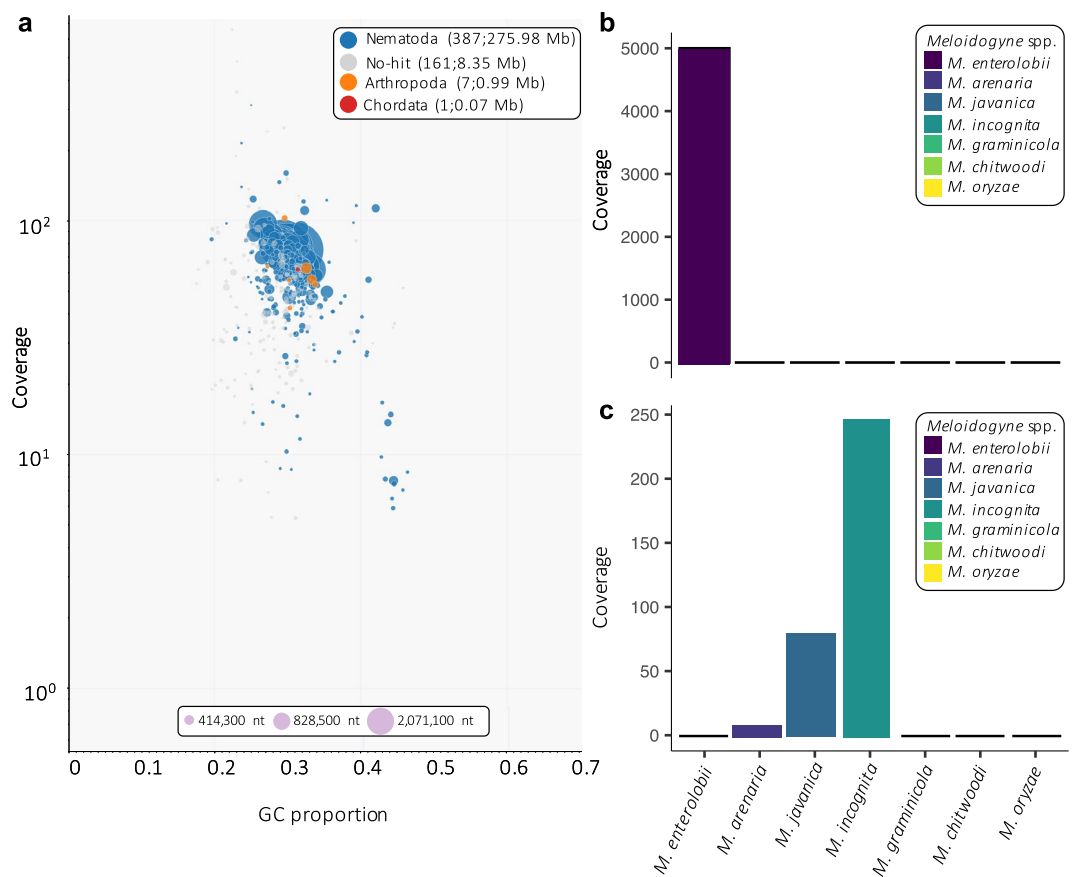 a
Nematoda (387;275.98 Mb)
No-hit (161;8.35 Mb)
Arthropoda (7;0.99 Mb)
Chordata (1;0.07 Mb)
10²
10¹
10⁰
Coverage
414,300 nt
828,500 nt
2,071,100 nt
0
0.1
0.2
0.3
0.4
0.5
0.6
0.7
GC proportion
b
Meloidogyne spp.
M. enterolobii
M. arenaria
M. javanica
M. incognita
M. graminicola
M. chitwoodi
M. oryzae
5000
4000
3000
2000
1000
0
Coverage
c
Meloidogyne spp.
M. enterolobii
M. arenaria
M. javanica
M. incognita
M. graminicola
M. chitwoodi
M. oryzae
250
200
150
100
50
0
Coverage
M. enterolobii
M. arenaria
M. javanica
M. incognita
M. graminicola
M. chitwoodi
M. oryzae